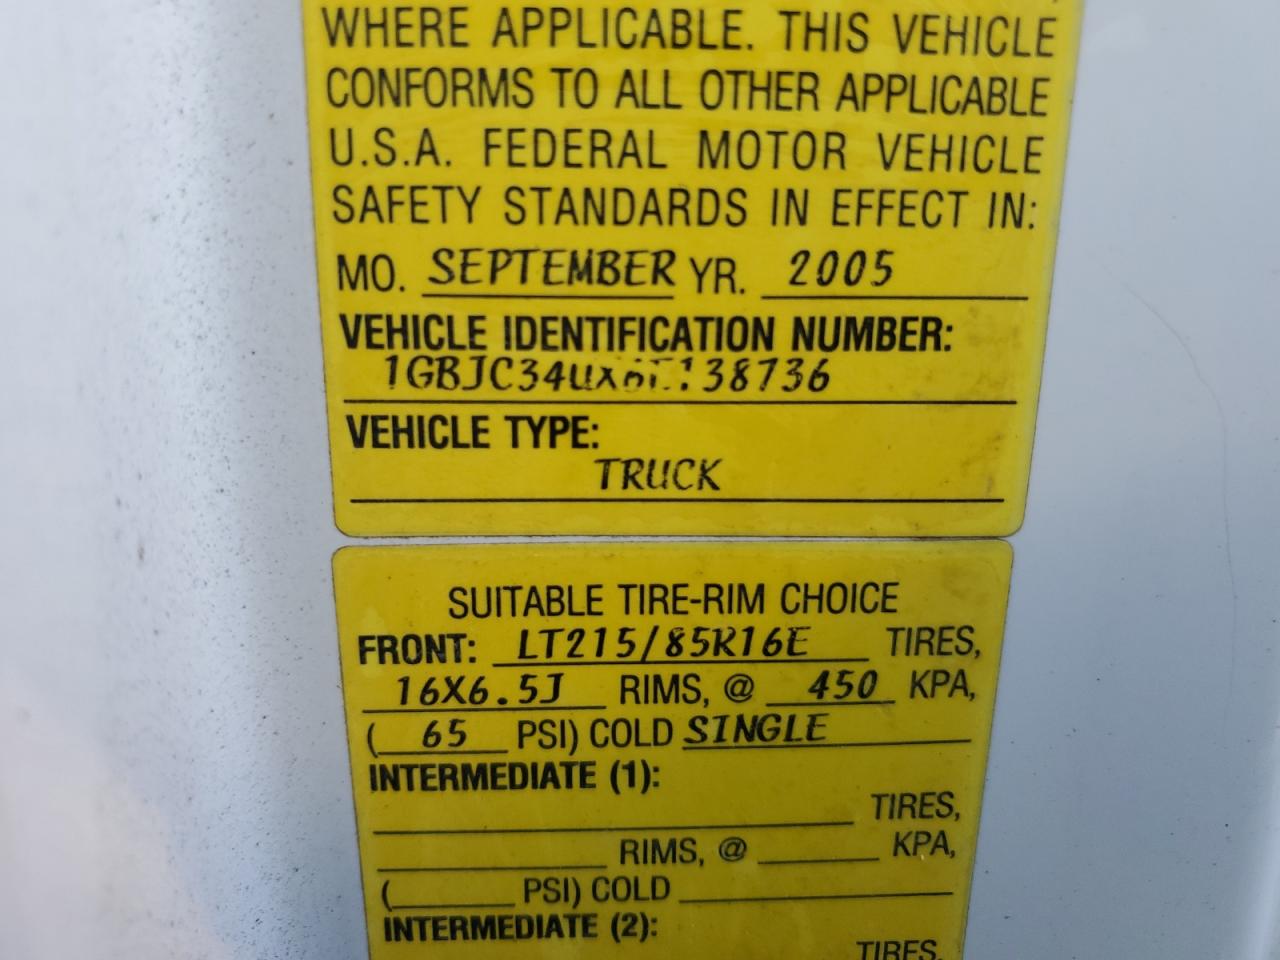 WHERE APPLICABLE. THIS VEHICLE
CONFORMS TO ALL OTHER APPLICABLE
U.S.A. FEDERAL MOTOR VEHICLE
SAFETY STANDARDS IN EFFECT IN:
MO. SEPTEMBER YR. 2005
VEHICLE IDENTIFICATION NUMBER:
1GBJC34UX6E138736
VEHICLE TYPE:
TRUCK
SUITABLE TIRE-RIM CHOICE
FRONT: LT215/85R16E TIRES,
16X6.5J RIMS, @ 450 KPA,
( 65 PSI) COLD SINGLE
INTERMEDIATE (1):
TIRES,
RIMS, @ KPA,
( PSI) COLD
INTERMEDIATE (2):
TIRES,